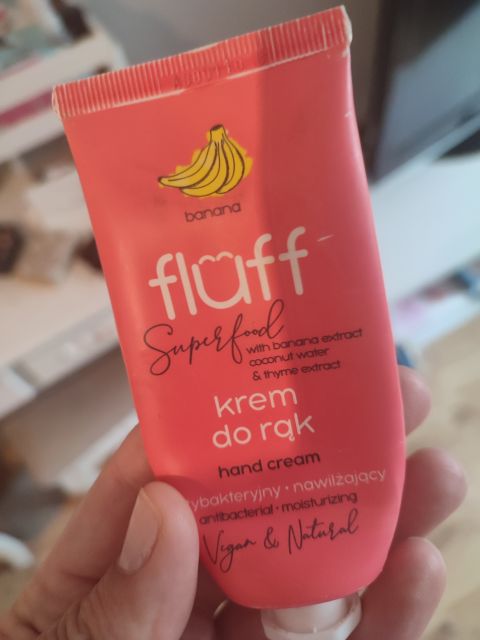 banana
fluff
Superfood
with banana extract
coconut water
& thyme extract
krem
do rąk
hand cream
ybakteryjny • nawilżający
antibacterial • moisturizing
Vegan & Natural